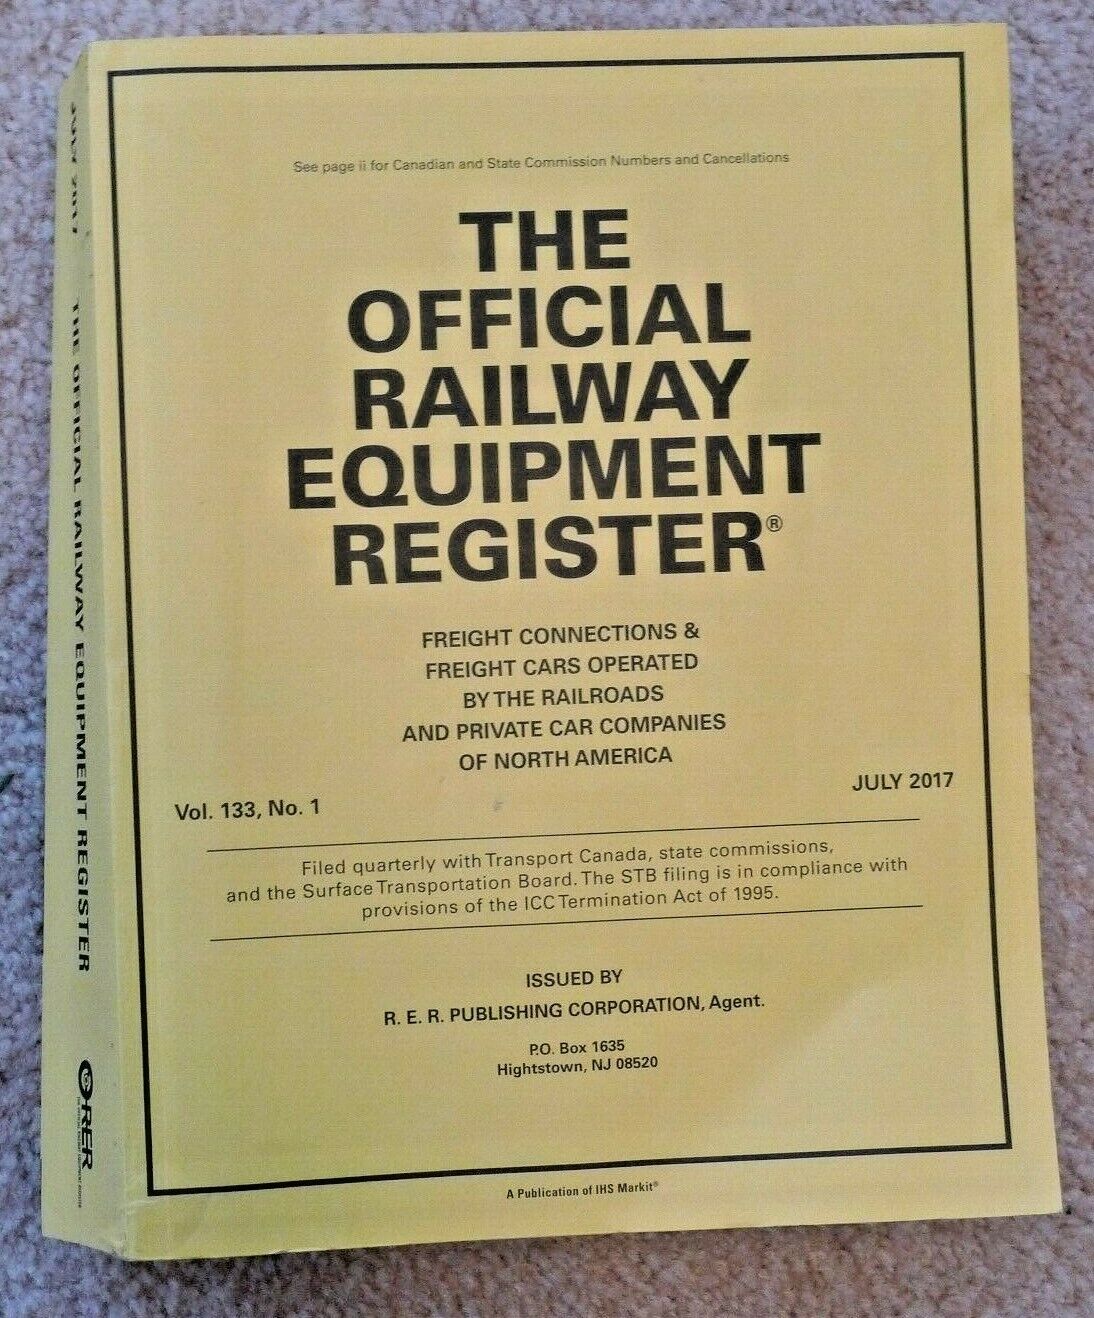 See page ii for Canadian and State Commission Numbers and Cancellations
THE
OFFICIAL
RAILWAY
EQUIPMENT
REGISTER®
FREIGHT CONNECTIONS &
FREIGHT CARS OPERATED
BY THE RAILROADS
AND PRIVATE CAR COMPANIES
OF NORTH AMERICA
Vol. 133, No. 1
JULY 2017
Filed quarterly with Transport Canada, state commissions,
and the Surface Transportation Board. The STB filing is in compliance with
provisions of the ICC Termination Act of 1995.
ISSUED BY
R. E. R. PUBLISHING CORPORATION, Agent.
P.O. Box 1635
Hightstown, NJ 08520
A Publication of IHS Markit®
JULY 2017
THE OFFICIAL RAILWAY EQUIPMENT REGISTER
ORER